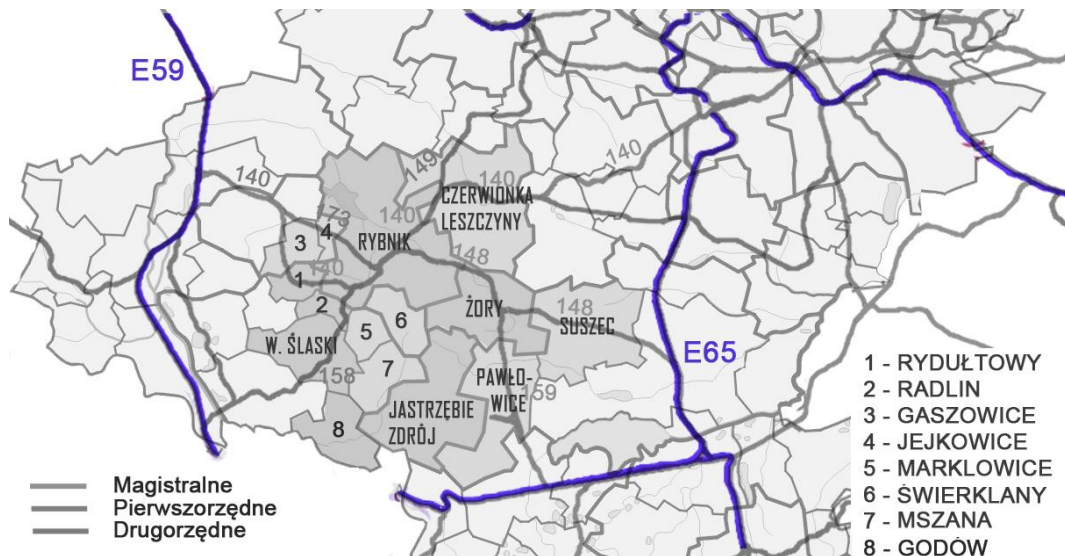 E59
140
149
140
140
CZERWIONKA
LESZCZYNY
173
4
140
3
RYBNIK
148
1
140
2
ŻORY
148
5
6
SUSZEC
W. ŚLASKI
E65
7
158
PAWŁO-
WICE
159
JASTRZĘBIE
ZDRÓJ
8
Magistralne
Pierwszorzędne
Drugorzędne
1 - RYDUŁTOWY
2 - RADLIN
3 - GASZOWICE
4 - JEJKOWICE
5 - MARKLOWICE
6 - ŚWIERKLANY
7 - MSZANA
8 - GODÓW